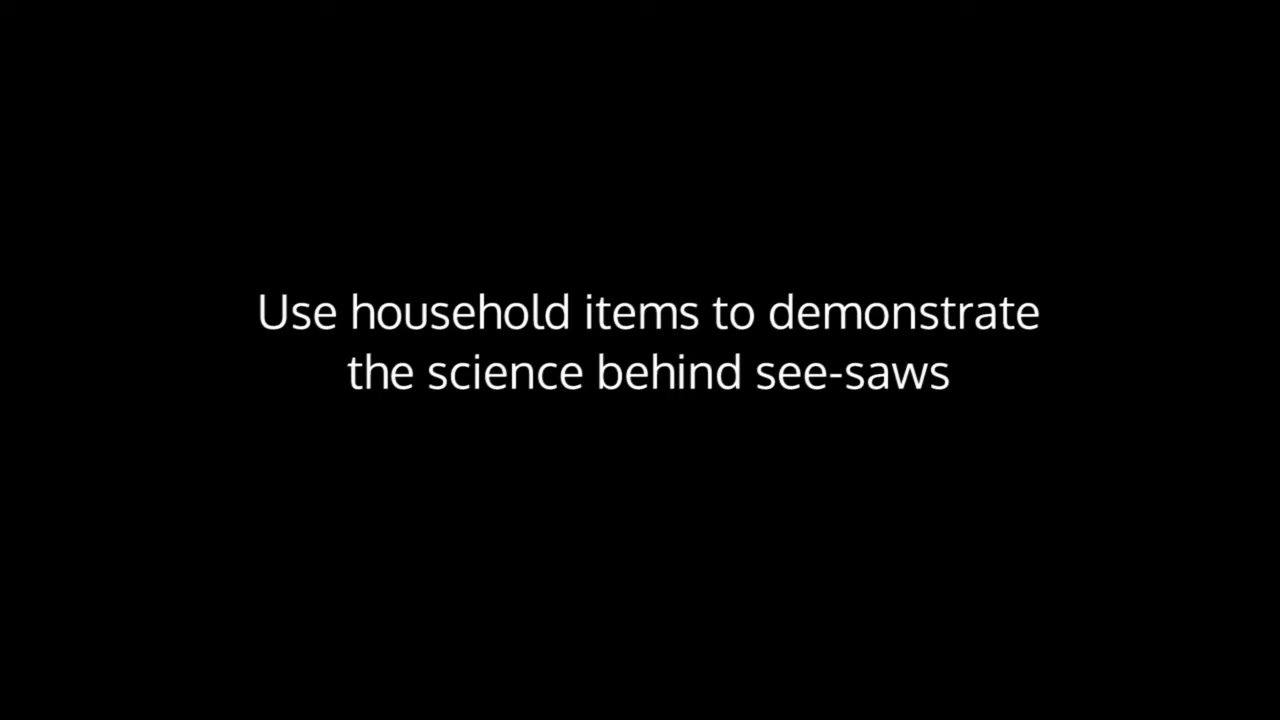 Use household items to demonstrate
the science behind see-saws